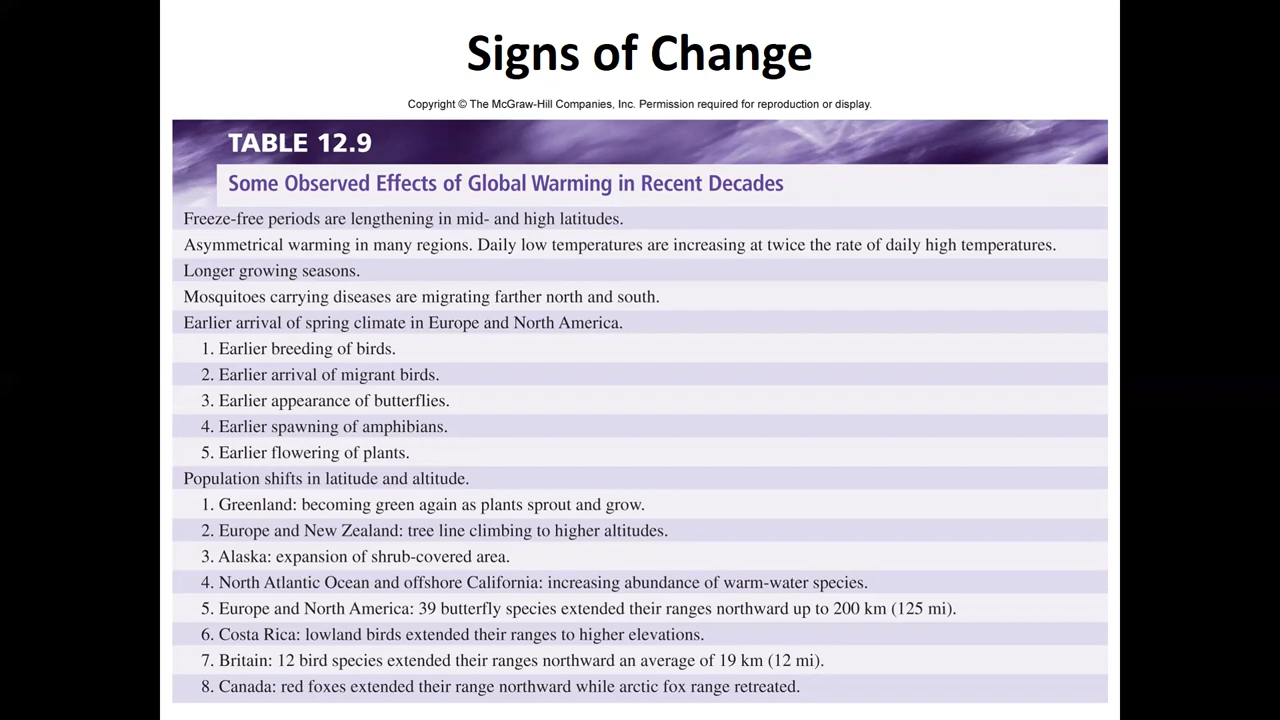 Signs of Change
Copyright © The McGraw-Hill Companies, Inc. Permission required for reproduction or display.
TABLE 12.9
Some Observed Effects of Global Warming in Recent Decades
Freeze-free periods are lengthening in mid- and high latitudes.
Asymmetrical warming in many regions. Daily low temperatures are increasing at twice the rate of daily high temperatures.
Longer growing seasons.
Mosquitoes carrying diseases are migrating farther north and south.
Earlier arrival of spring climate in Europe and North America.
1. Earlier breeding of birds.
2. Earlier arrival of migrant birds.
3. Earlier appearance of butterflies.
4. Earlier spawning of amphibians.
5. Earlier flowering of plants.
Population shifts in latitude and altitude.
1. Greenland: becoming green again as plants sprout and grow.
2. Europe and New Zealand: tree line climbing to higher altitudes.
3. Alaska: expansion of shrub-covered area.
4. North Atlantic Ocean and offshore California: increasing abundance of warm-water species.
5. Europe and North America: 39 butterfly species extended their ranges northward up to 200 km (125 mi).
6. Costa Rica: lowland birds extended their ranges to higher elevations.
7. Britain: 12 bird species extended their ranges northward an average of 19 km (12 mi).
8. Canada: red foxes extended their range northward while arctic fox range retreated.